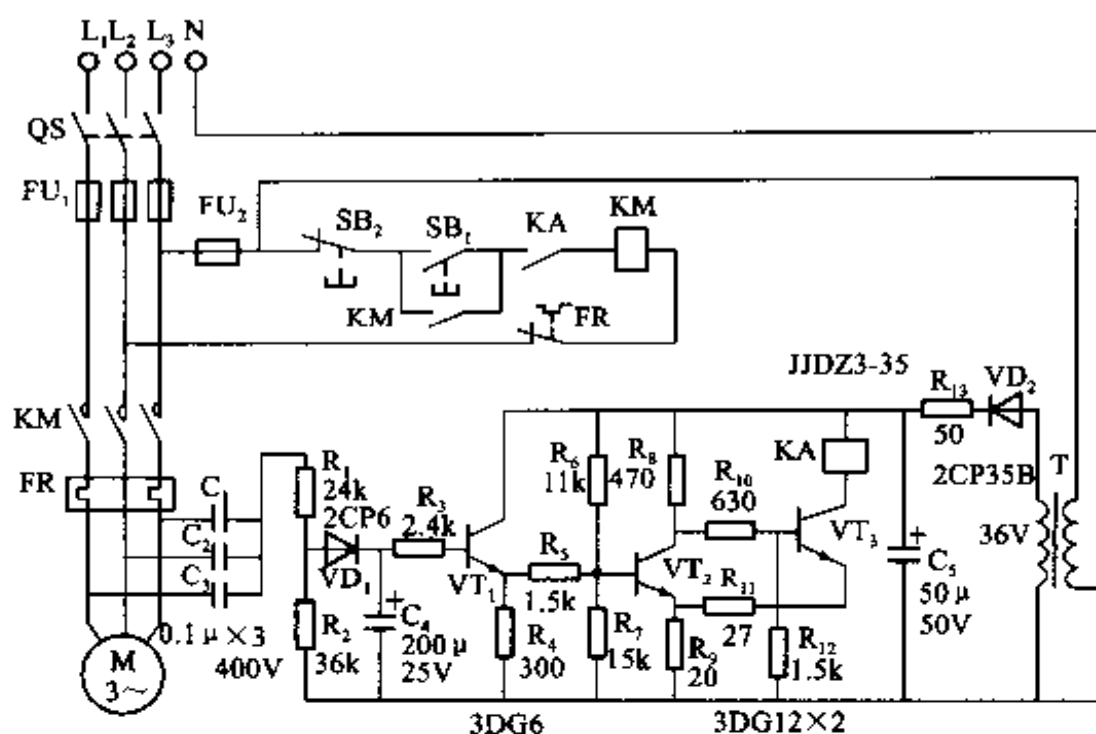 L₁ L₂ L₃ N
QS
FU₁
FU₂
SB₂
SB₁
KA
KM
KM
FR
JJDZ3-35
R₁₃
VD₂
50
2CP35B
T
36V
KM
FR
C₁
C₂
C₃
0.1μ×3
400V
M
3~
R₁
24k
2CP6
VD₁
R₂
36k
R₃
2.4k
C₄
200μ
25V
VT₁
R₄
300
R₅
1.5k
R₆
11k
R₇
15k
R₈
470
VT₂
R₉
20
R₁₀
630
R₁₁
27
R₁₂
1.5k
KA
VT₃
C₅
50μ
50V
3DG6
3DG12×2